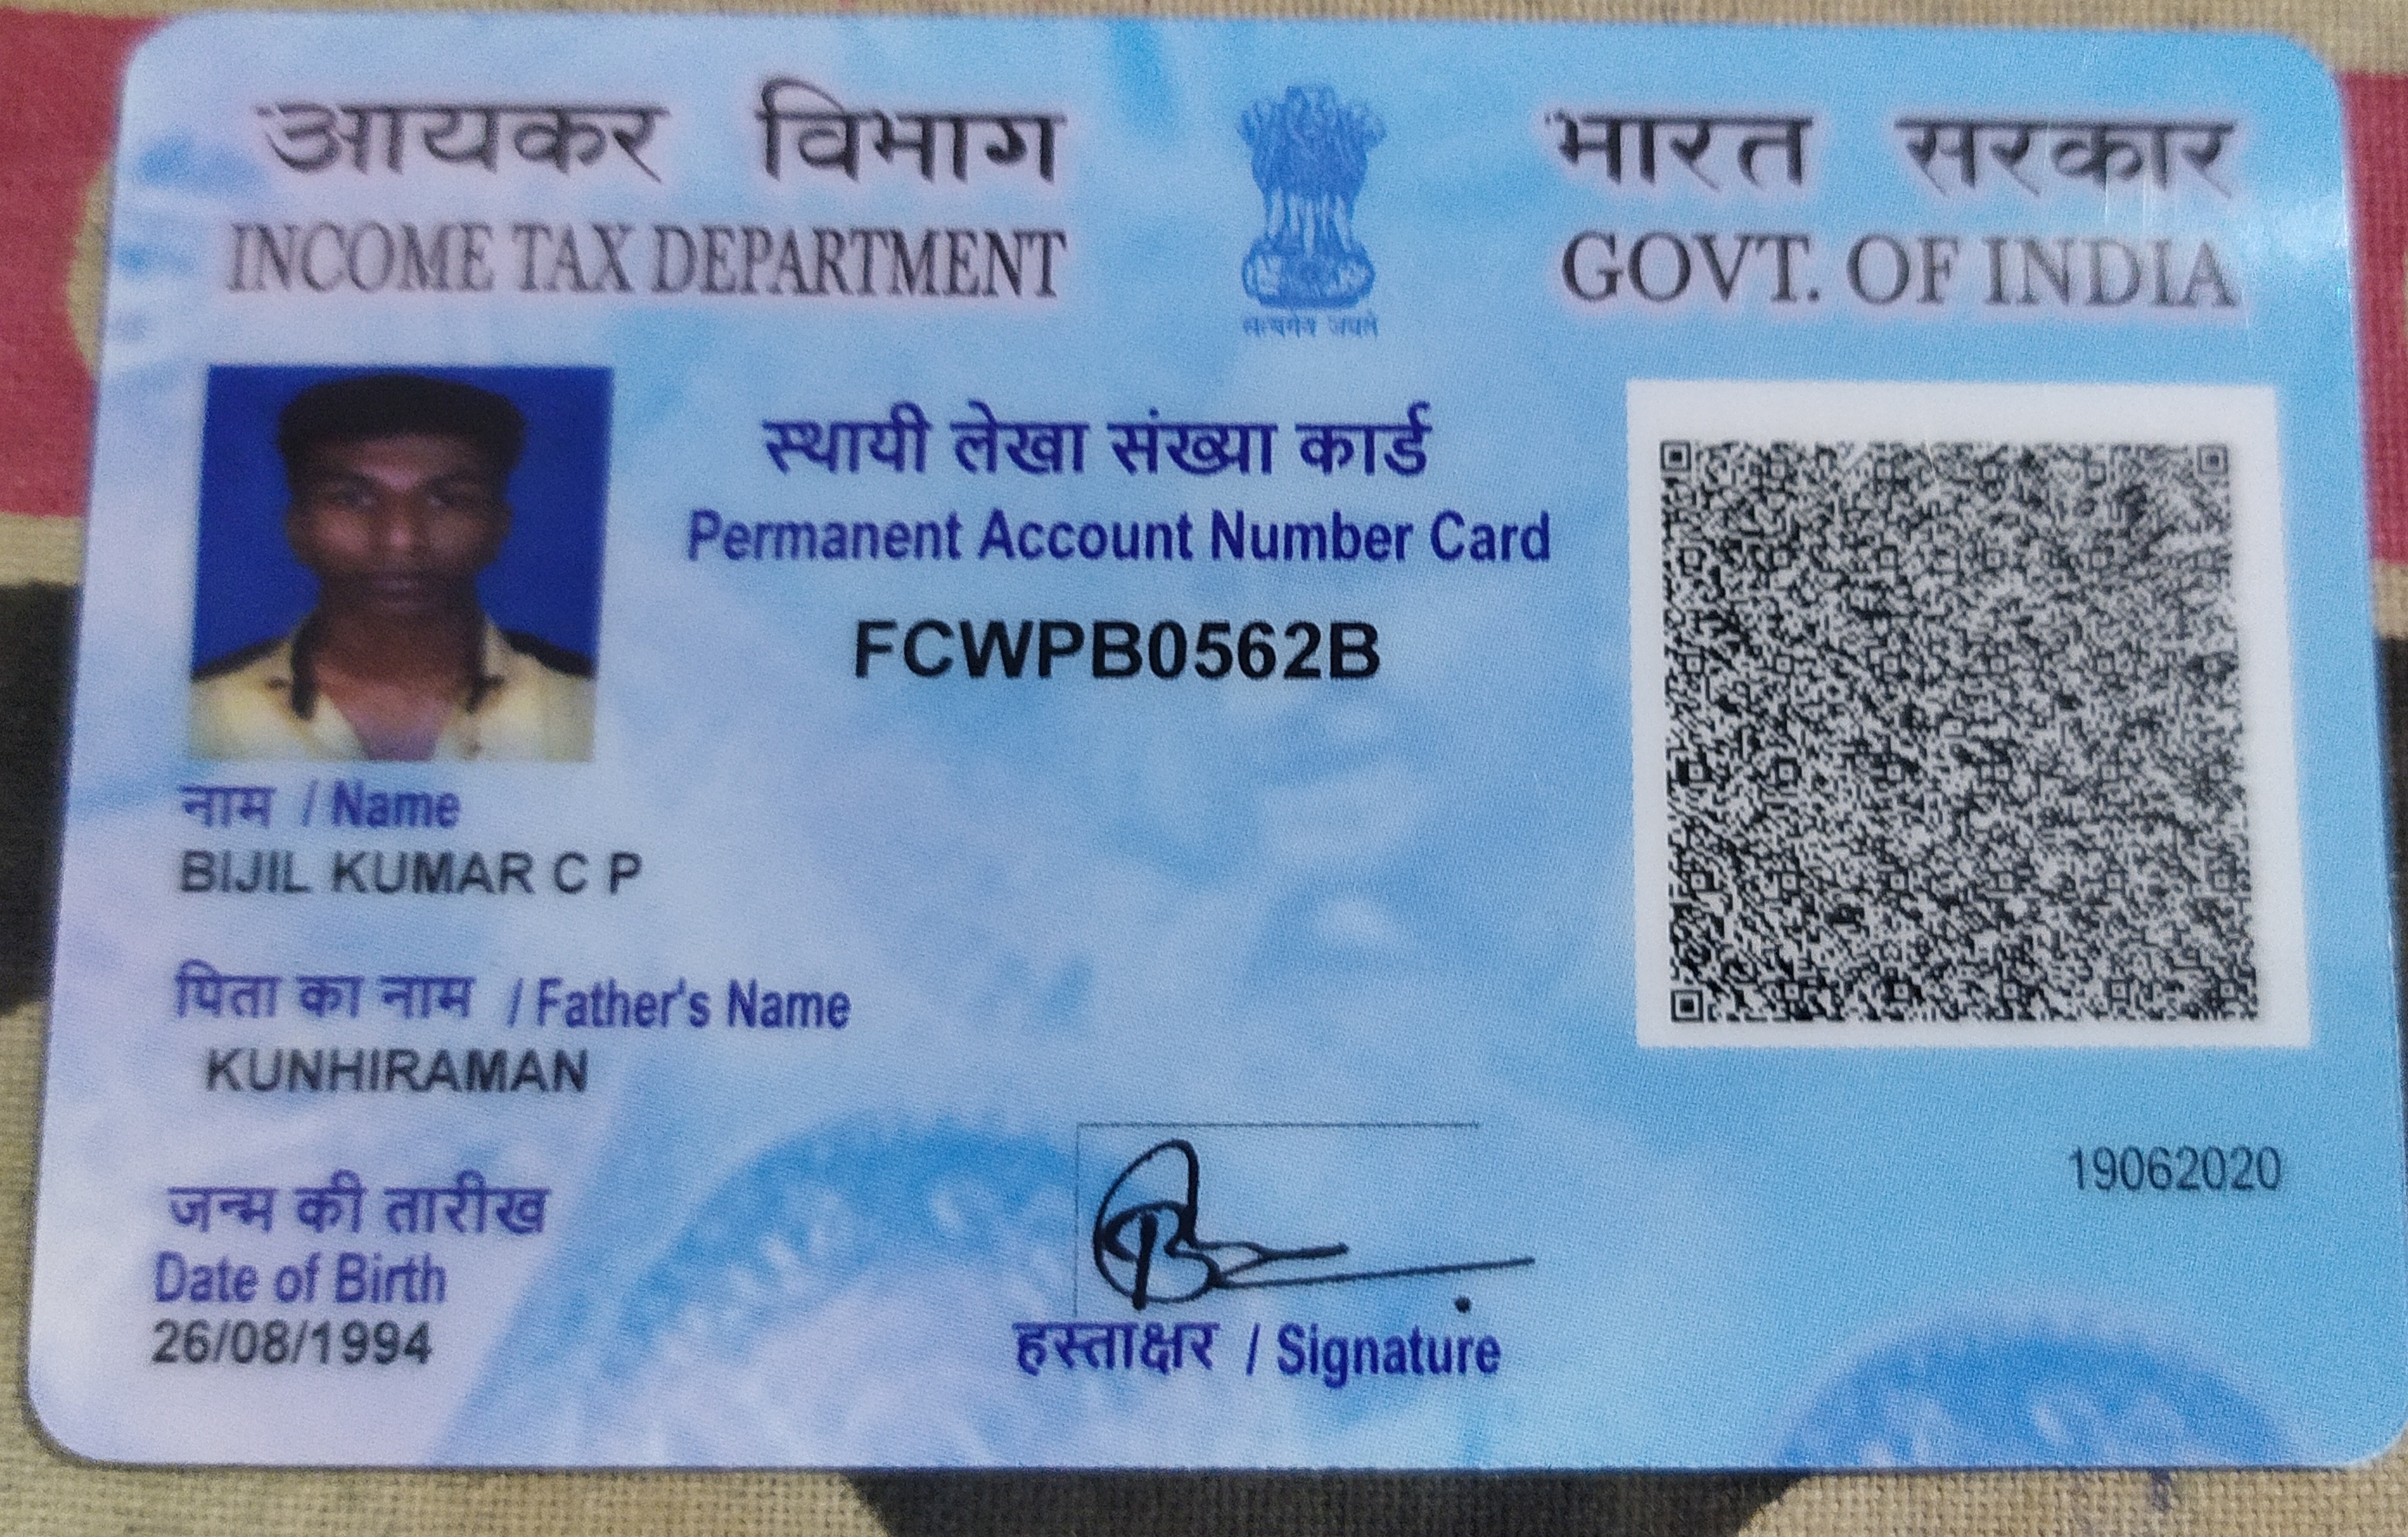 आयकर विभाग
INCOME TAX DEPARTMENT
सत्यमेव जयते
भारत सरकार
GOVT. OF INDIA
स्थायी लेखा संख्या कार्ड
Permanent Account Number Card
FCWPB0562B
नाम / Name
BIJIL KUMAR C P
पिता का नाम / Father's Name
KUNHIRAMAN
जन्म की तारीख
Date of Birth
26/08/1994
हस्ताक्षर / Signature
19062020